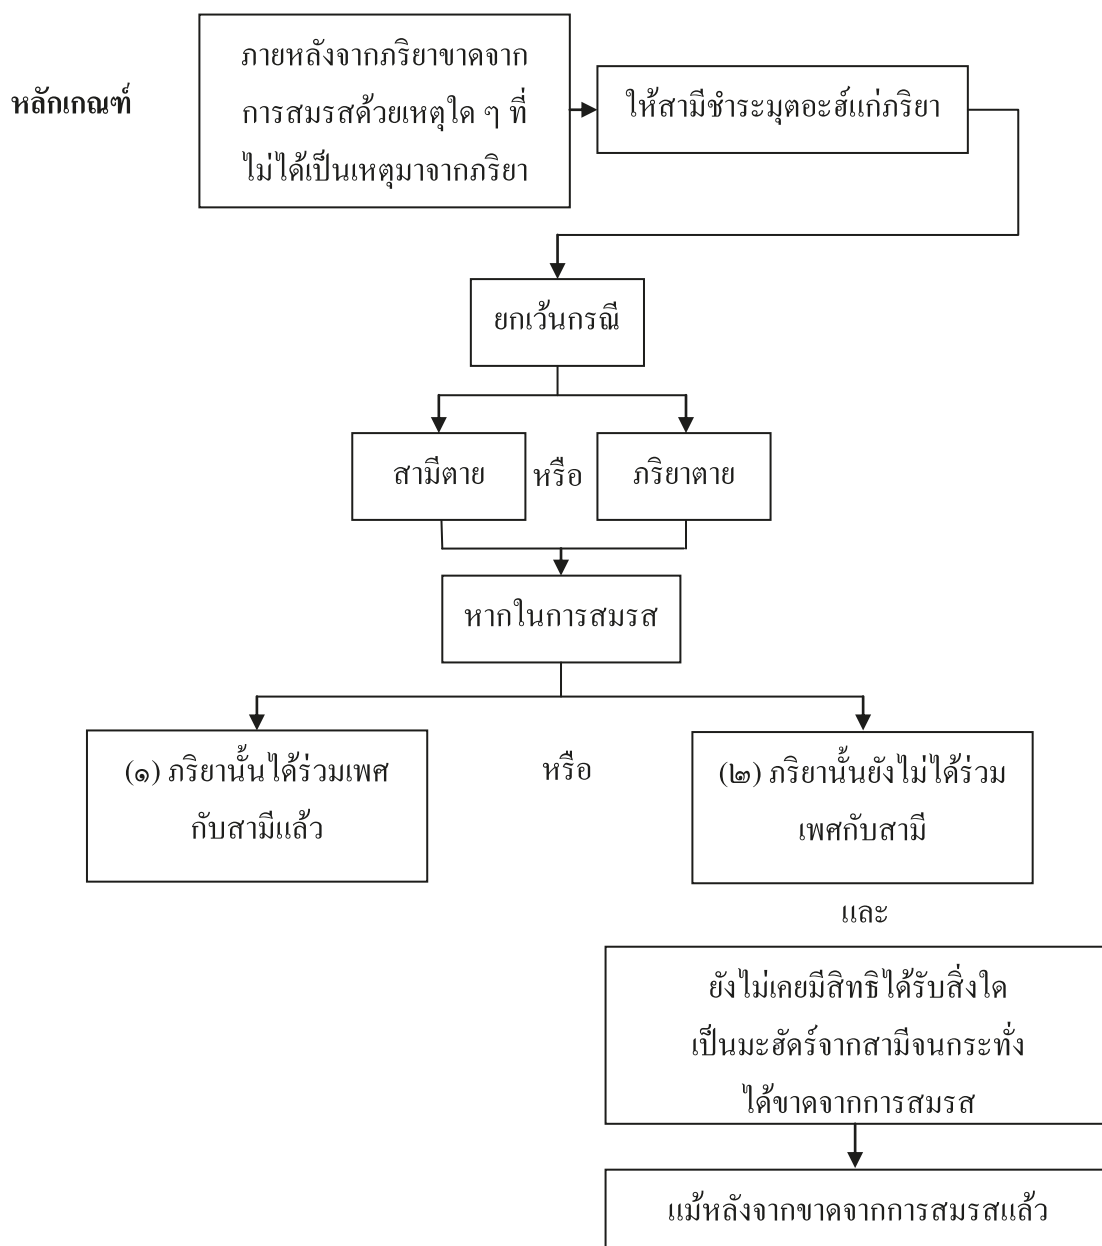 หลักเกณฑ์
ภายหลังจากภริยาขาดจาก
การสมรสด้วยเหตุใด ๆ ที่
ไม่ได้เป็นเหตุมาจากภริยา
ให้สามีชำระมุตอะฮ์แก่ภริยา
ยกเว้นกรณี
สามีตาย
หรือ
ภริยาตาย
หากในการสมรส
(๑) ภริยานั้นได้ร่วมเพศ
กับสามีแล้ว
หรือ
(๒) ภริยานั้นยังไม่ได้ร่วม
เพศกับสามี
และ
ยังไม่เคยมีสิทธิได้รับสิ่งใด
เป็นมะฮัดร์จากสามีจนกระทั่ง
ได้ขาดจากการสมรส
แม้หลังจากขาดจากการสมรสแล้ว